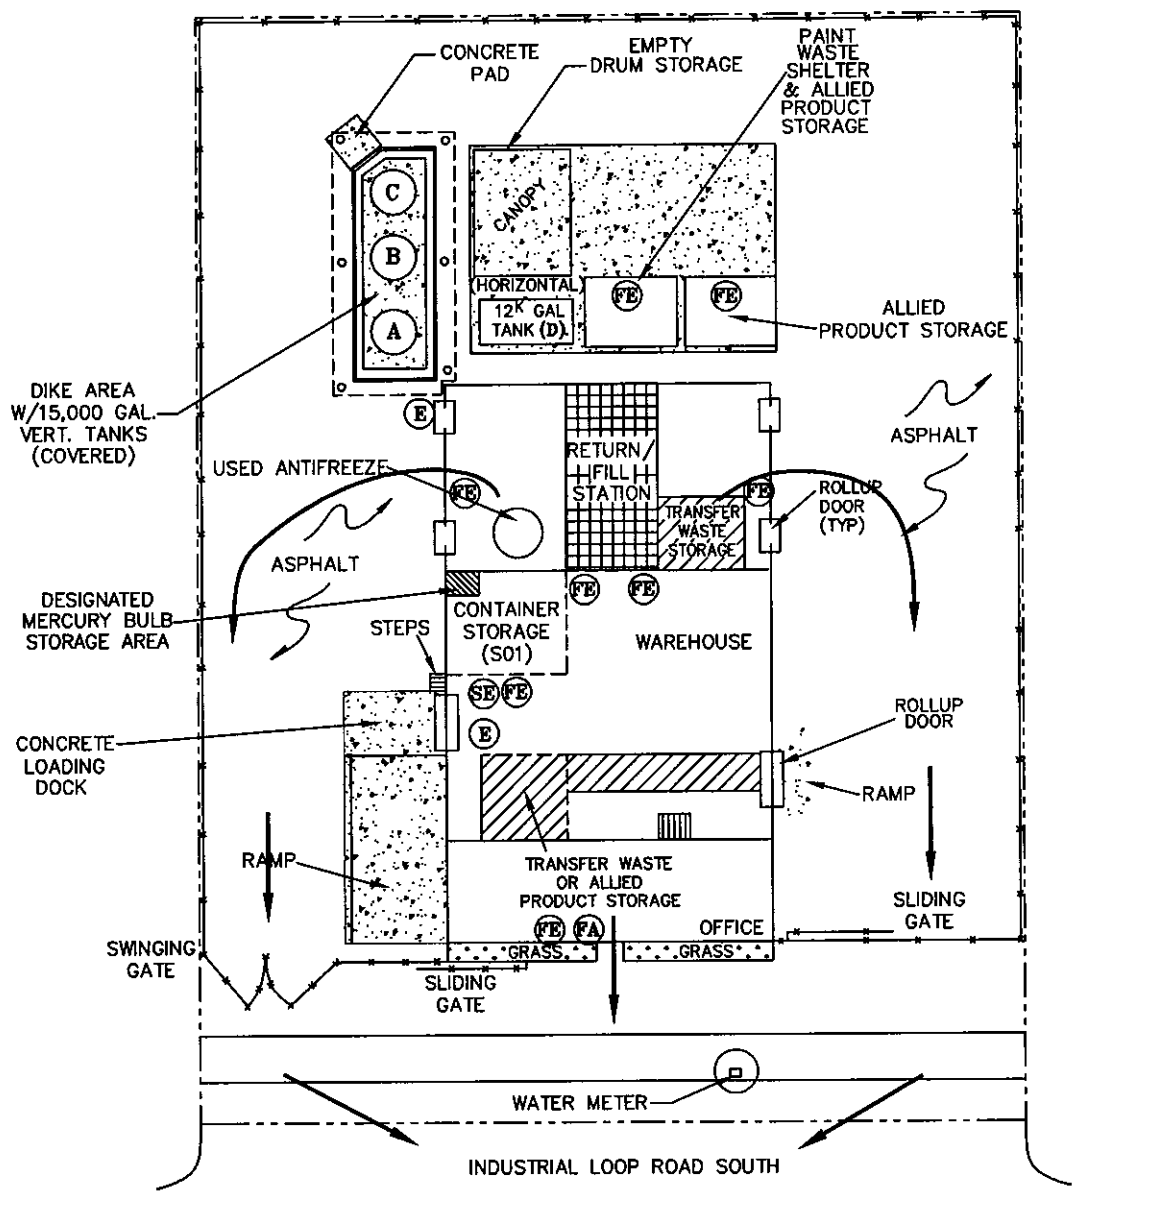 CONCRETE
PAD
EMPTY
DRUM STORAGE
PAINT
WASTE
SHELTER
& ALLIED
PRODUCT
STORAGE
C
B
A
CANOPY
(HORIZONTAL)
12K GAL
TANK (D).
FE
FE
ALLIED
PRODUCT STORAGE
DIKE AREA
W/15,000 GAL.
VERT. TANKS
(COVERED)
E
ASPHALT
USED ANTIFREEZE
FE
RETURN/
FILL
STATION
FE
ROLLUP
DOOR
(TYP)
TRANSFER
WASTE
STORAGE
ASPHALT
DESIGNATED
MERCURY BULB
STORAGE AREA
STEPS
CONTAINER
STORAGE
(S01)
FE
FE
WAREHOUSE
SE
FE
E
ROLLUP
DOOR
CONCRETE
LOADING
DOCK
RAMP
RAMP
TRANSFER WASTE
OR ALLIED
PRODUCT STORAGE
FE
FA
OFFICE
SLIDING
GATE
SWINGING
GATE
GRASS
GRASS
SLIDING
GATE
WATER METER
INDUSTRIAL LOOP ROAD SOUTH